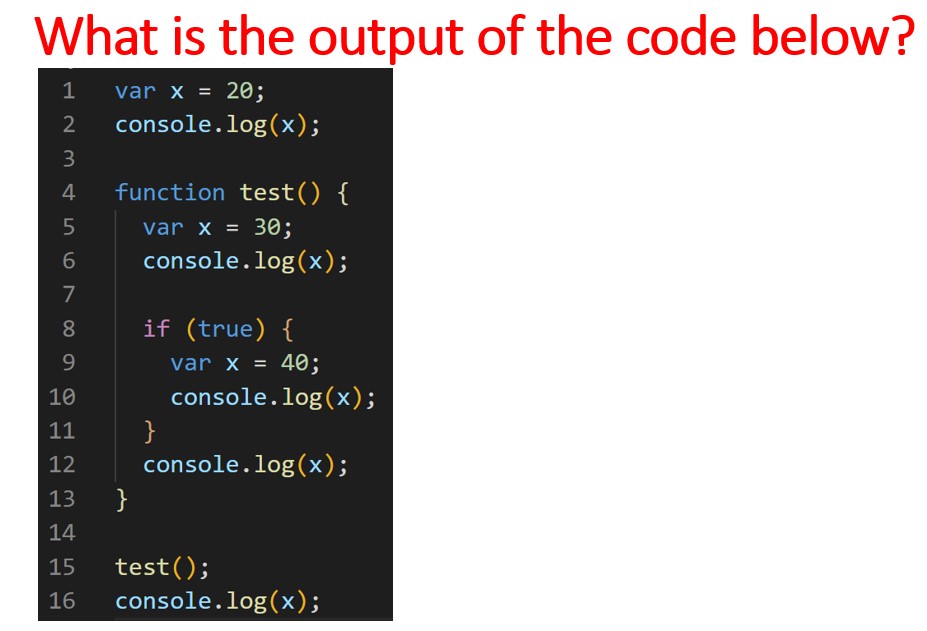 What is the output of the code below?
1 var x = 20;
2 console.log(x);
3
4 function test() {
5 var x = 30;
6 console.log(x);
7
8 if (true) {
9 var x = 40;
10 console.log(x);
11 }
12 console.log(x);
13 }
14
15 test();
16 console.log(x);